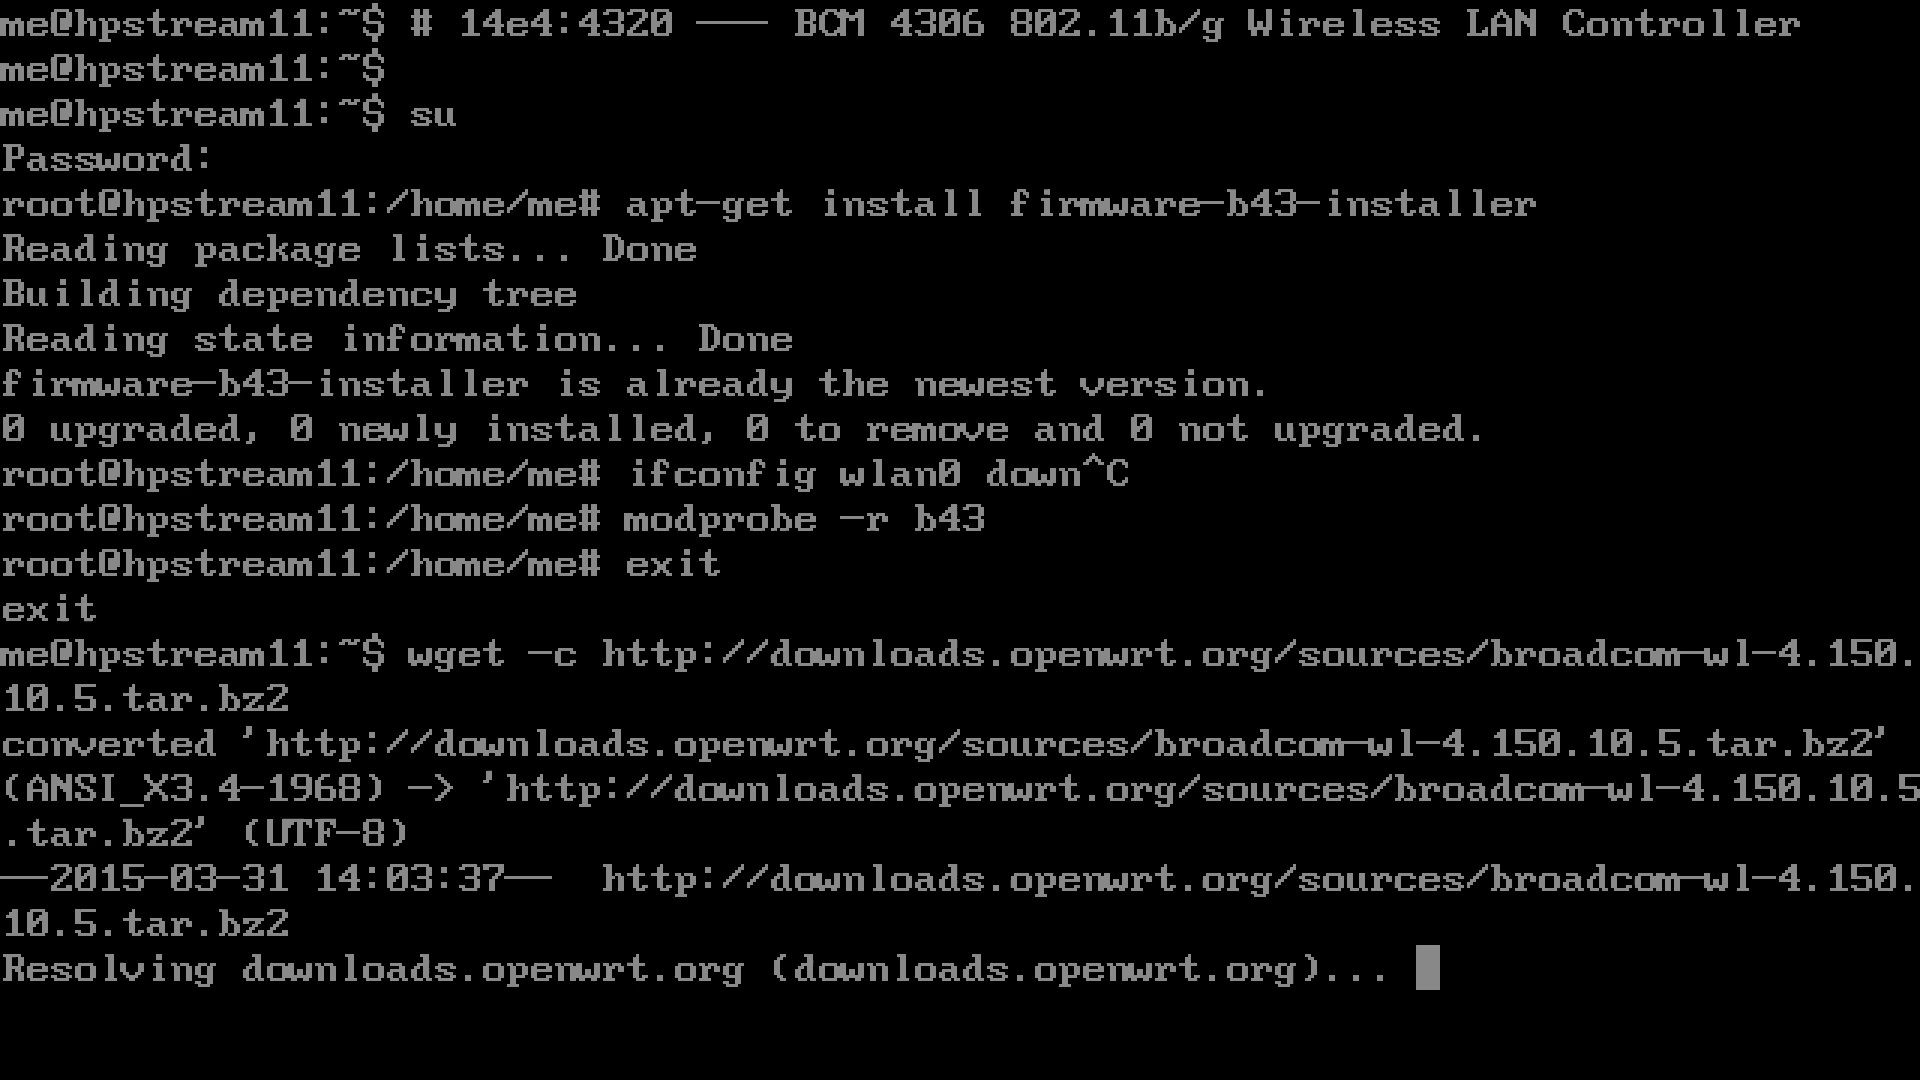 me@hpstream11:~$ # 14e4:4320 --- BCM 4306 802.11b/g Wireless LAN Controller
me@hpstream11:~$
me@hpstream11:~$ su
Password:
root@hpstream11:/home/me# apt-get install firmware-b43-installer
Reading package lists... Done
Building dependency tree
Reading state information... Done
firmware-b43-installer is already the newest version.
0 upgraded, 0 newly installed, 0 to remove and 0 not upgraded.
root@hpstream11:/home/me# ifconfig wlan0 down^C
root@hpstream11:/home/me# modprobe -r b43
root@hpstream11:/home/me# exit
exit
me@hpstream11:~$ wget -c http://downloads.openwrt.org/sources/broadcom-wl-4.150.
10.5.tar.bz2
converted 'http://downloads.openwrt.org/sources/broadcom-wl-4.150.10.5.tar.bz2'
(ANSI_X3.4-1968) -> 'http://downloads.openwrt.org/sources/broadcom-wl-4.150.10.5
.tar.bz2' (UTF-8)
--2015-03-31 14:03:37--  http://downloads.openwrt.org/sources/broadcom-wl-4.150.
10.5.tar.bz2
Resolving downloads.openwrt.org (downloads.openwrt.org)...